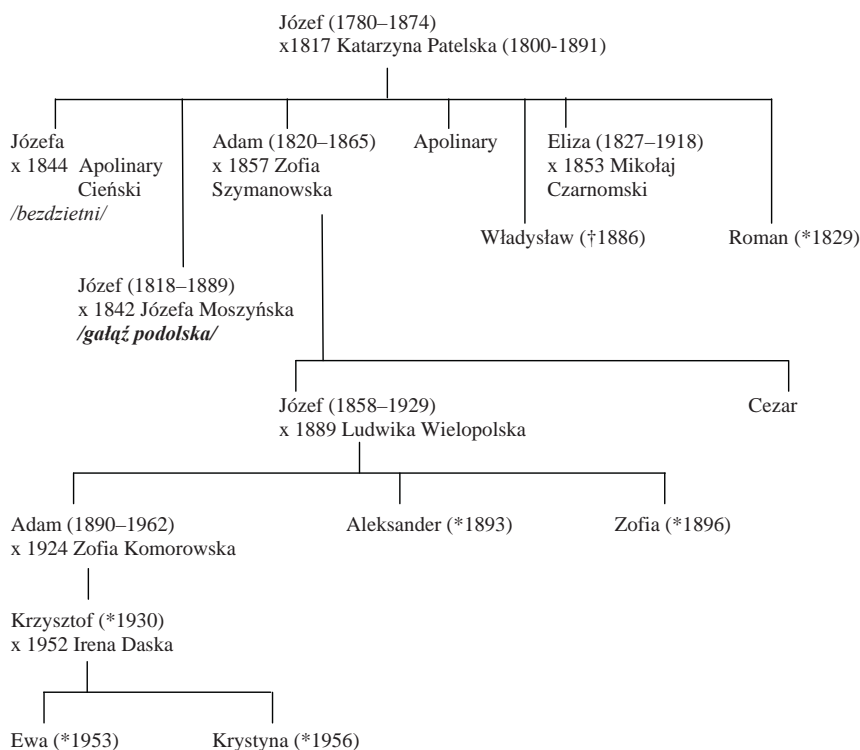 Józef (1780–1874)
x1817 Katarzyna Patelska (1800-1891)
Józefa
x 1844 Apolinary
Cieński
/bezdzietni/
Adam (1820–1865)
x 1857 Zofia
Szymanowska
Apolinary
Eliza (1827–1918)
x 1853 Mikołaj
Czarnomski
Władysław (†1886)
Roman (*1829)
Józef (1818–1889)
x 1842 Józefa Moszyńska
/gałąź podolska/
Józef (1858–1929)
x 1889 Ludwika Wielopolska
Cezar
Adam (1890–1962)
x 1924 Zofia Komorowska
Aleksander (*1893)
Zofia (*1896)
Krzysztof (*1930)
x 1952 Irena Daska
Ewa (*1953)
Krystyna (*1956)